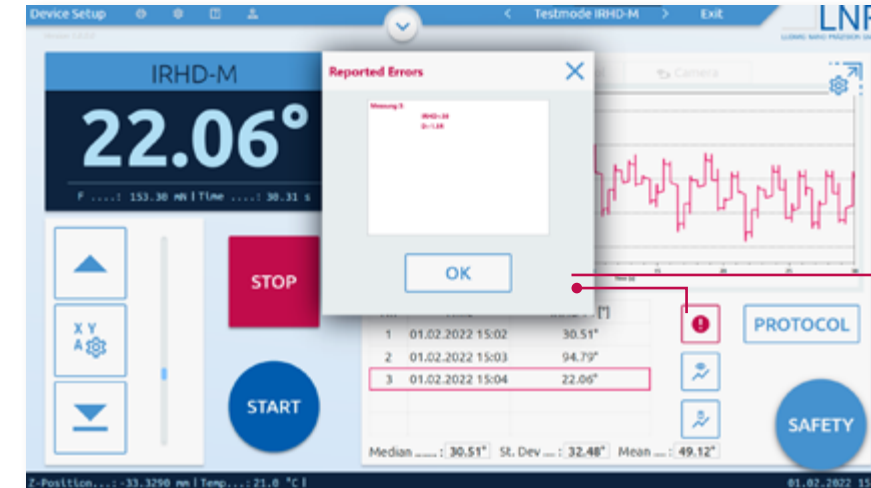 Device Setup
< Testmode IRHD-M > Exit
LNP
IRHD-M
22.06°
F ....: 153.30 mN | Time ....: 30.31 s
Reported Errors
Messung 3:
OK
Camera
Time [s]
STOP
START
X Y
A
[°]
1 01.02.2022 15:02 30.51°
2 01.02.2022 15:03 94.79°
3 01.02.2022 15:04 22.06°
Median ....: 30.51° St. Dev ...: 32.48° Mean ...: 49.12°
PROTOCOL
SAFETY
Z-Position...: -33.3290 mm | Temp...: 21.0 °C |
01.02.2022 15